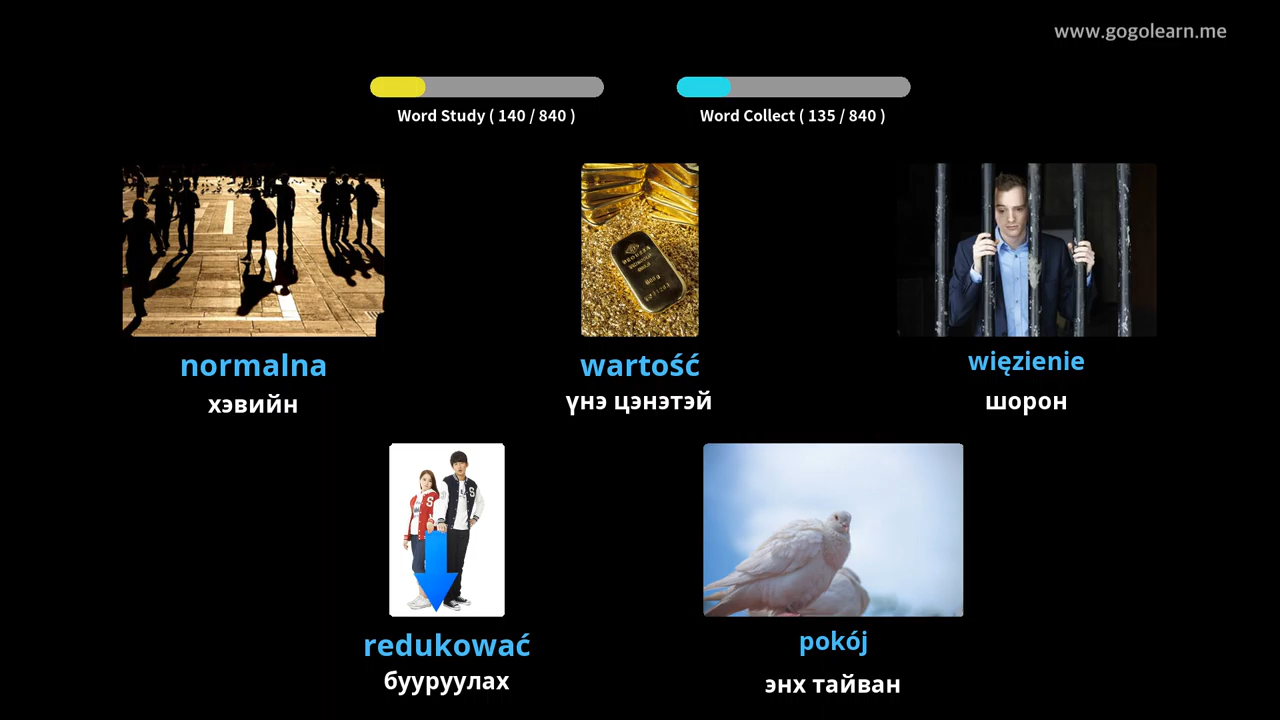 www.gogolearn.me
Word Study ( 140 / 840 )
Word Collect ( 135 / 840 )
normalna
хэвийн
wartość
үнэ цэнэтэй
więzienie
шорон
redukować
бууруулах
pokój
энх тайван